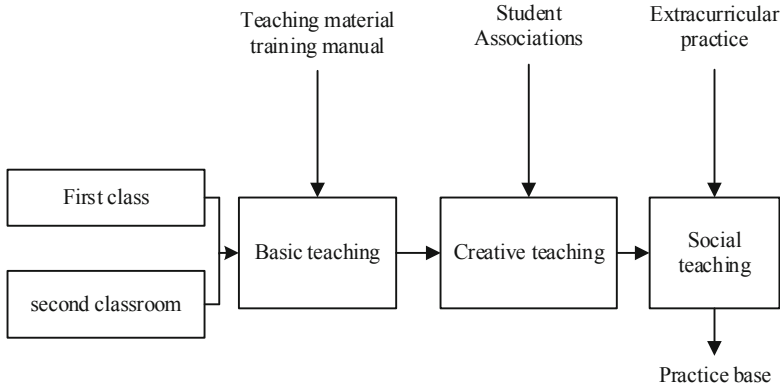 Teaching material
training manual
Student
Associations
Extracurricular
practice
First class
second classroom
Basic teaching
Creative teaching
Social
teaching
Practice base